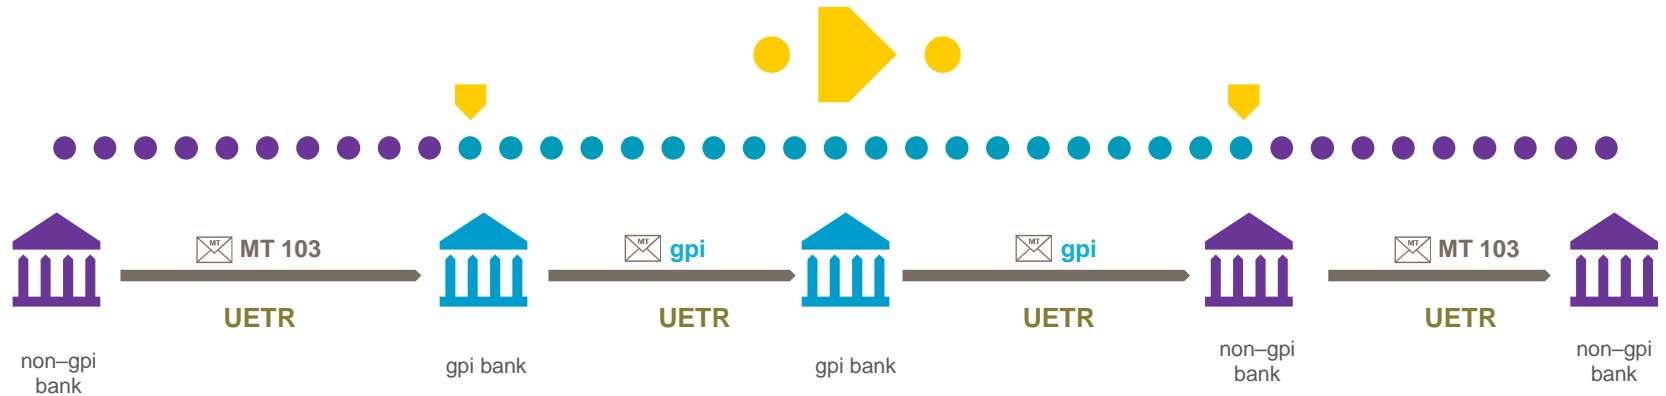 MT MT 103
MT gpi
MT gpi
MT MT 103
UETR
UETR
UETR
UETR
non–gpi
bank
gpi bank
gpi bank
non–gpi
bank
non–gpi
bank